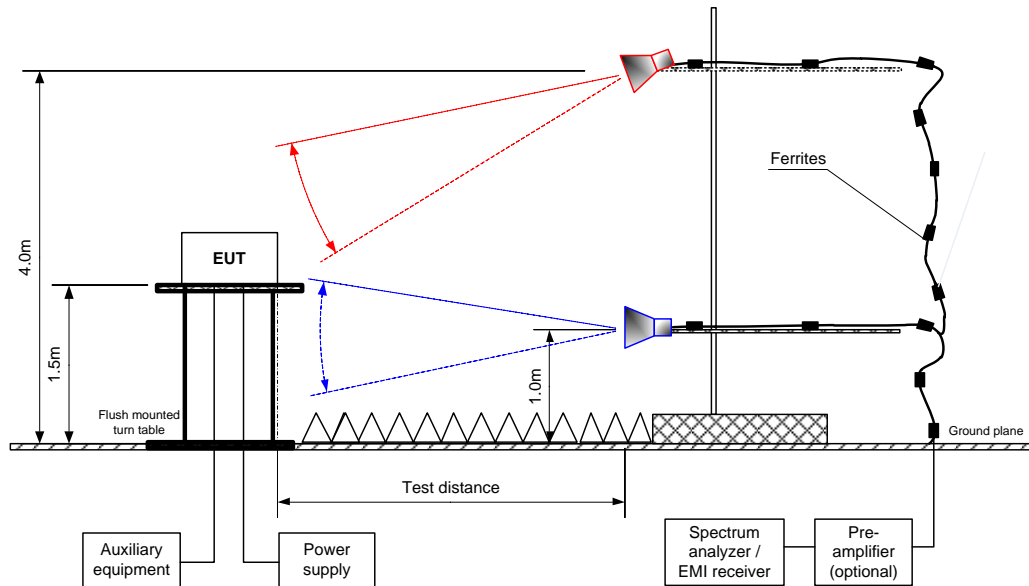 4.0m
Ferrites
EUT
1.5m
1.0m
Flush mounted
turn table
Ground plane
Test distance
Auxiliary
equipment
Power
supply
Spectrum
analyzer /
EMI receiver
Pre-
amplifier
(optional)